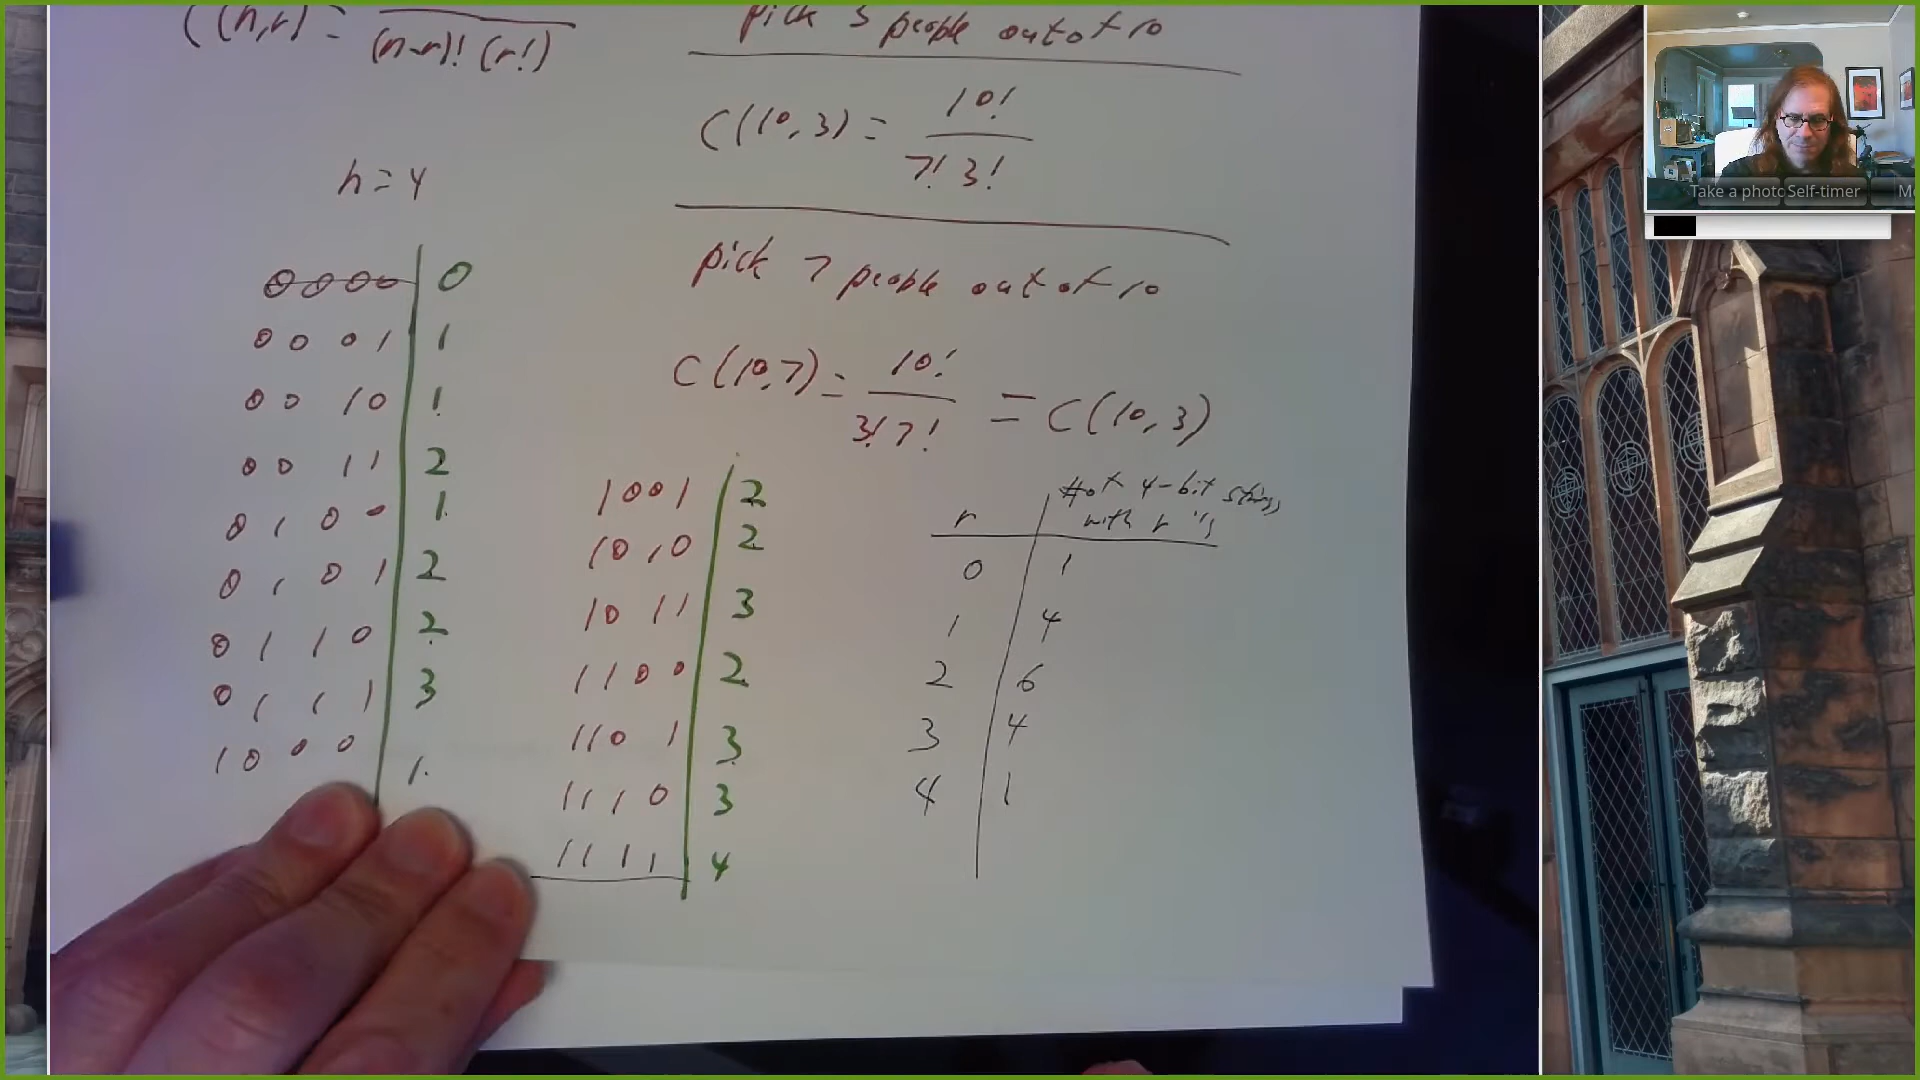 C(n,r) =
(n-r)! (r!)
n=4
0000 | 0
0001 | 1
0010 | 1
0011 | 2
0100 | 1
0101 | 2
0110 | 2
0111 | 3
1000 | 1
pick 3 people out of 10
C(10,3) = 10!
7! 3!
pick 7 people out of 10
C(10,7) = 10! = C(10,3)
3! 7!
1001 | 2
1010 | 2
1011 | 3
1100 | 2
1101 | 3
1110 | 3
1111 | 4
# of 4-bit strings
r | with r 1's
0 | 1
1 | 4
2 | 6
3 | 4
4 | 1
Take a photo Self-timer